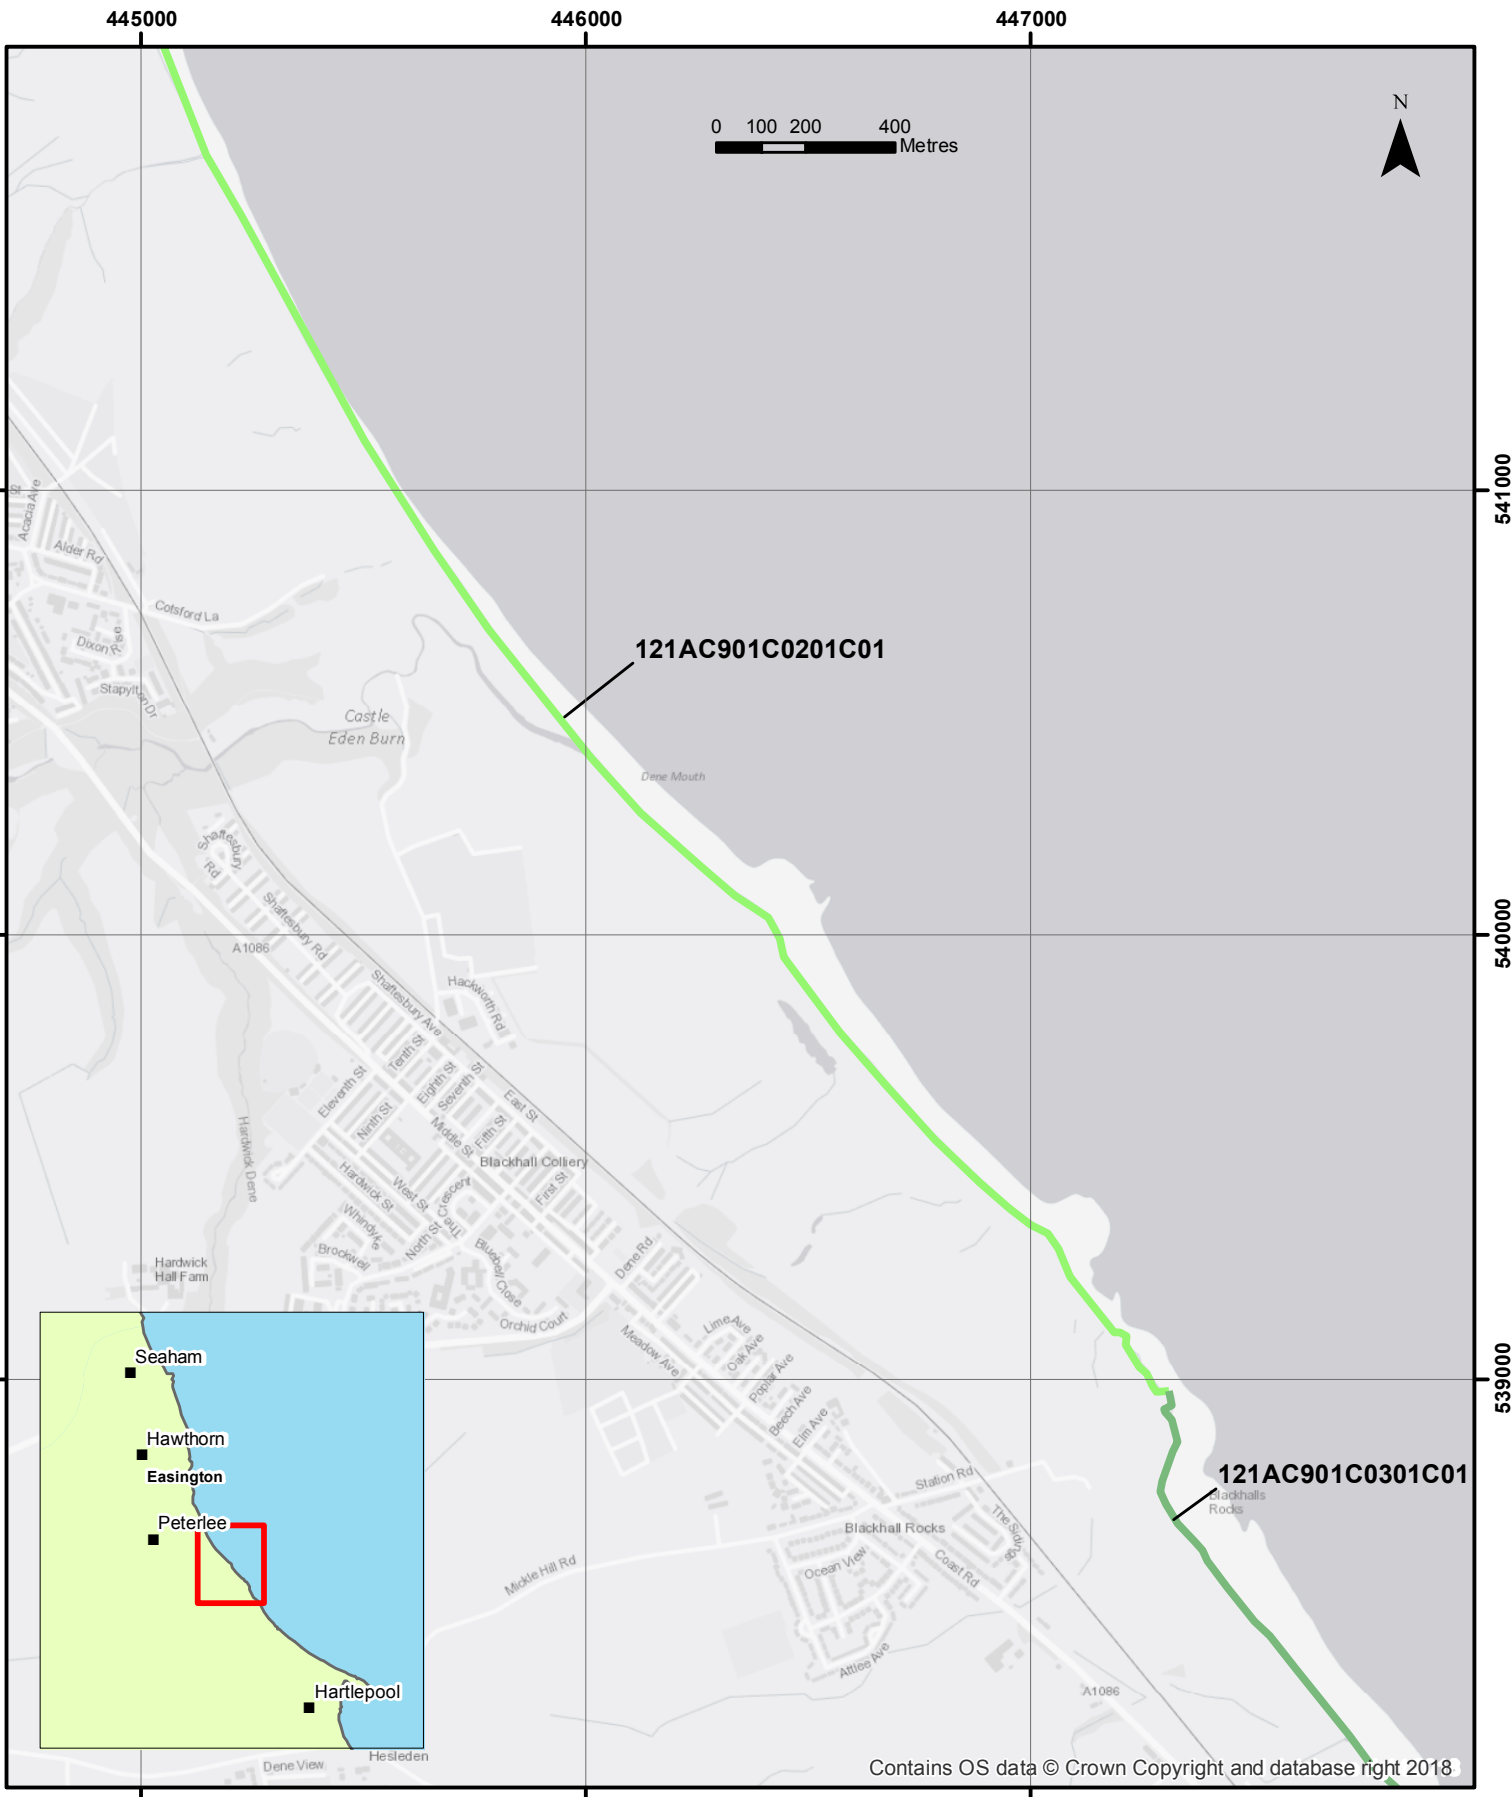 445000
446000
447000
N
0 100 200 400
Metres
541000
Acacia Ave
Alder Rd
Cotsford La
Dixon Rise
Stapylton Dr
121AC901C0201C01
Castle
Eden Burn
Dene Mouth
Shaftesbury
Rd
Shaftesbury Rd
A1086
540000
Shaftesbury Ave
Hackworth Rd
Tenth St
Eleventh St
Eighth St
Seventh St
East St
Ninth St
Middle St
Fifth St
Hardwick Dene
Blackhall Colliery
Hardwick St
West St
First St
The Crescent
Whindyke
North St
Brockwell
Bluebell Close
Dene Rd
Hardwick
Hall Farm
Orchid Court
Lime Ave
Meadow Ave
Oak Ave
Poplar Ave
Beech Ave
Elm Ave
539000
Seaham
Hawthorn
Easington
Peterlee
Hartlepool
Station Rd
121AC901C0301C01
Blackhalls
Rocks
Blackhall Rocks
The Sidings
Ocean View
Coast Rd
Mickle Hill Rd
Attlee Ave
A1086
Hesleden
Dene View
Contains OS data © Crown Copyright and database right 2018